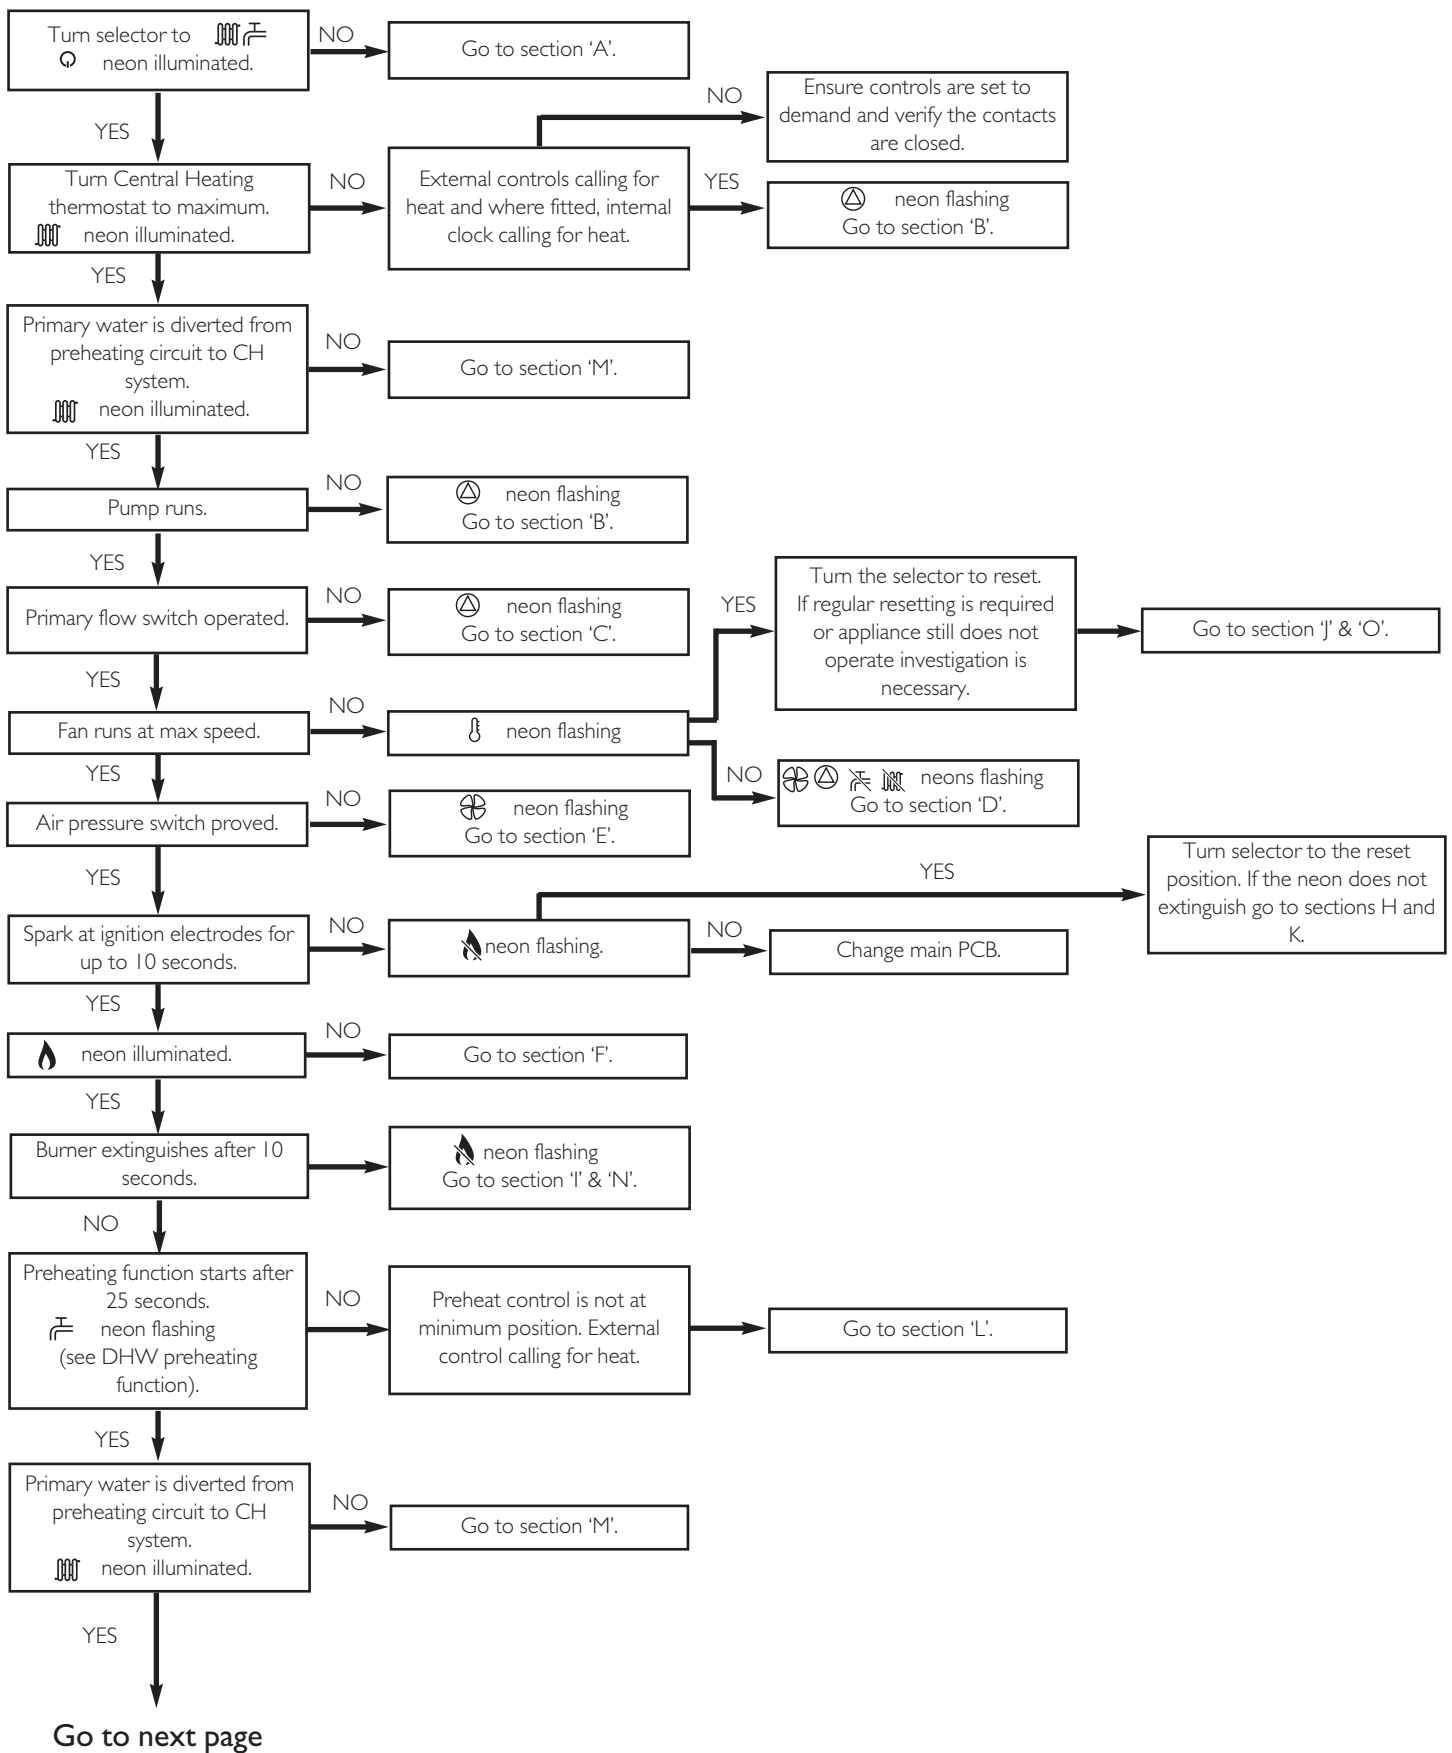 Turn selector to
neon illuminated.
NO
Go to section ‘A’.
YES
NO
Ensure controls are set to
demand and verify the contacts
are closed.
Turn Central Heating
thermostat to maximum.
neon illuminated.
NO
External controls calling for
heat and where fitted, internal
clock calling for heat.
YES
neon flashing
Go to section ‘B’.
YES
Primary water is diverted from
preheating circuit to CH
system.
neon illuminated.
NO
Go to section ‘M’.
YES
Pump runs.
NO
neon flashing
Go to section ‘B’.
YES
Primary flow switch operated.
NO
neon flashing
Go to section ‘C’.
YES
Turn the selector to reset.
If regular resetting is required
or appliance still does not
operate investigation is
necessary.
Go to section ‘J’ & ‘O’.
YES
Fan runs at max speed.
NO
neon flashing
NO
neons flashing
Go to section ‘D’.
YES
Air pressure switch proved.
NO
neon flashing
Go to section ‘E’.
YES
YES
Turn selector to the reset
position. If the neon does not
extinguish go to sections H and
K.
Spark at ignition electrodes for
up to 10 seconds.
NO
neon flashing.
NO
Change main PCB.
YES
neon illuminated.
NO
Go to section ‘F’.
YES
Burner extinguishes after 10
seconds.
neon flashing
Go to section ‘I’ & ‘N’.
NO
Preheating function starts after
25 seconds.
neon flashing
(see DHW preheating
function).
NO
Preheat control is not at
minimum position. External
control calling for heat.
Go to section ‘L’.
YES
Primary water is diverted from
preheating circuit to CH
system.
neon illuminated.
NO
Go to section ‘M’.
YES
Go to next page